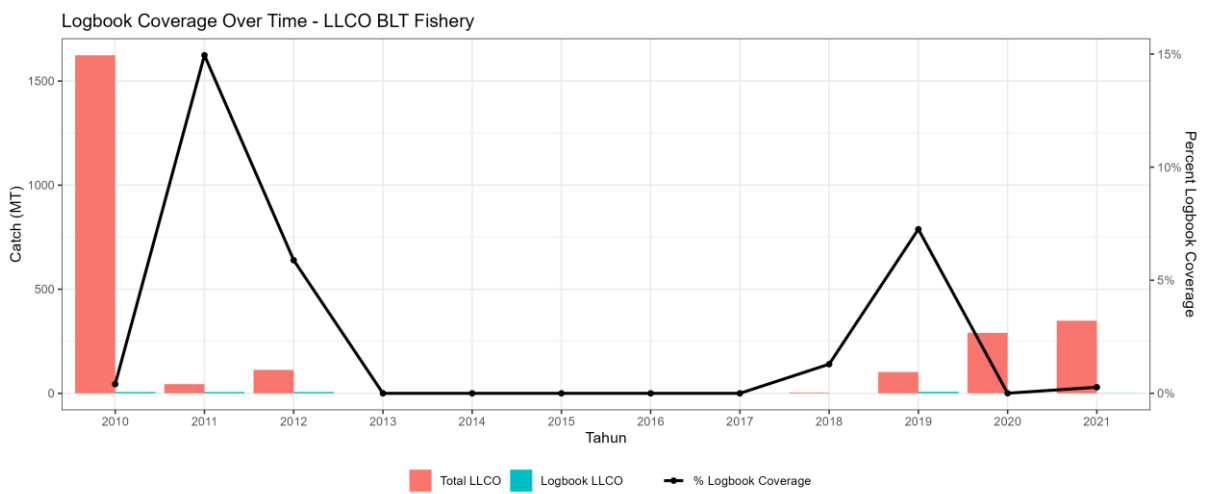 Logbook Coverage Over Time - LLCO BLT Fishery
Catch (MT)
1500
1000
500
0
15%
10%
5%
0%
Percent Logbook Coverage
2010 2011 2012 2013 2014 2015 2016 2017 2018 2019 2020 2021
Tahun
Total LLCO Logbook LLCO % Logbook Coverage